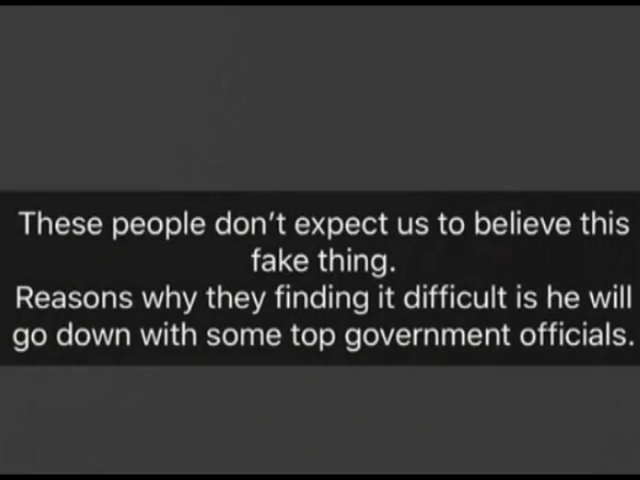 These people don't expect us to believe this
fake thing.
Reasons why they finding it difficult is he will
go down with some top government officials.